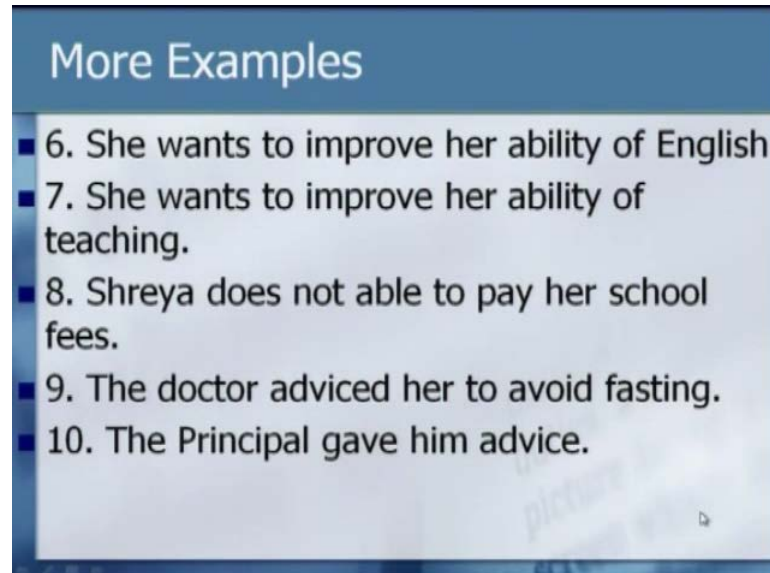 More Examples
6. She wants to improve her ability of English
7. She wants to improve her ability of
teaching.
8. Shreya does not able to pay her school
fees.
9. The doctor adviced her to avoid fasting.
10. The Principal gave him advice.
picture
screen